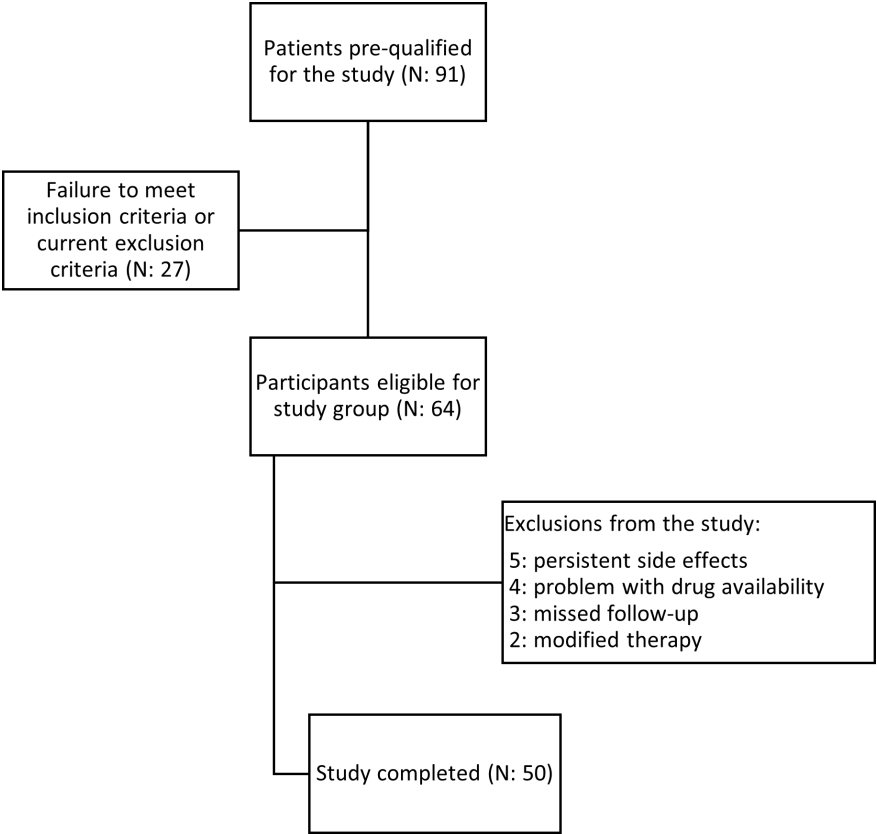 Patients pre-qualified
for the study (N: 91)
Failure to meet
inclusion criteria or
current exclusion
criteria (N: 27)
Participants eligible for
study group (N: 64)
Exclusions from the study:
5: persistent side effects
4: problem with drug availability
3: missed follow-up
2: modified therapy
Study completed (N: 50)